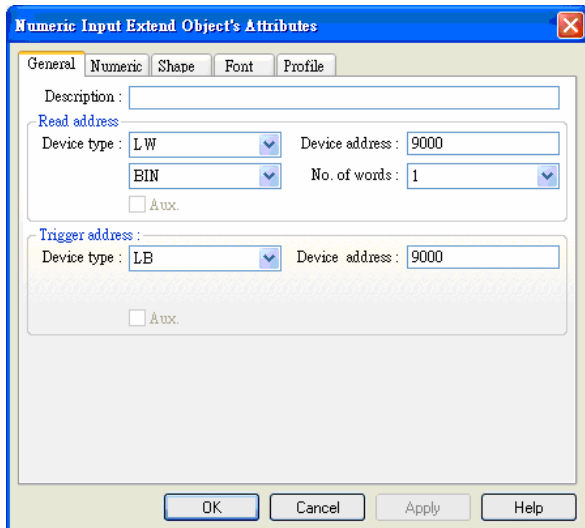 Numeric Input Extend Object's Attributes
General Numeric Shape Font Profile
Description :
Read address
Device type : LW Device address : 9000
BIN No. of words : 1
Aux.
Trigger address :
Device type : LB Device address : 9000
Aux.
OK Cancel Apply Help